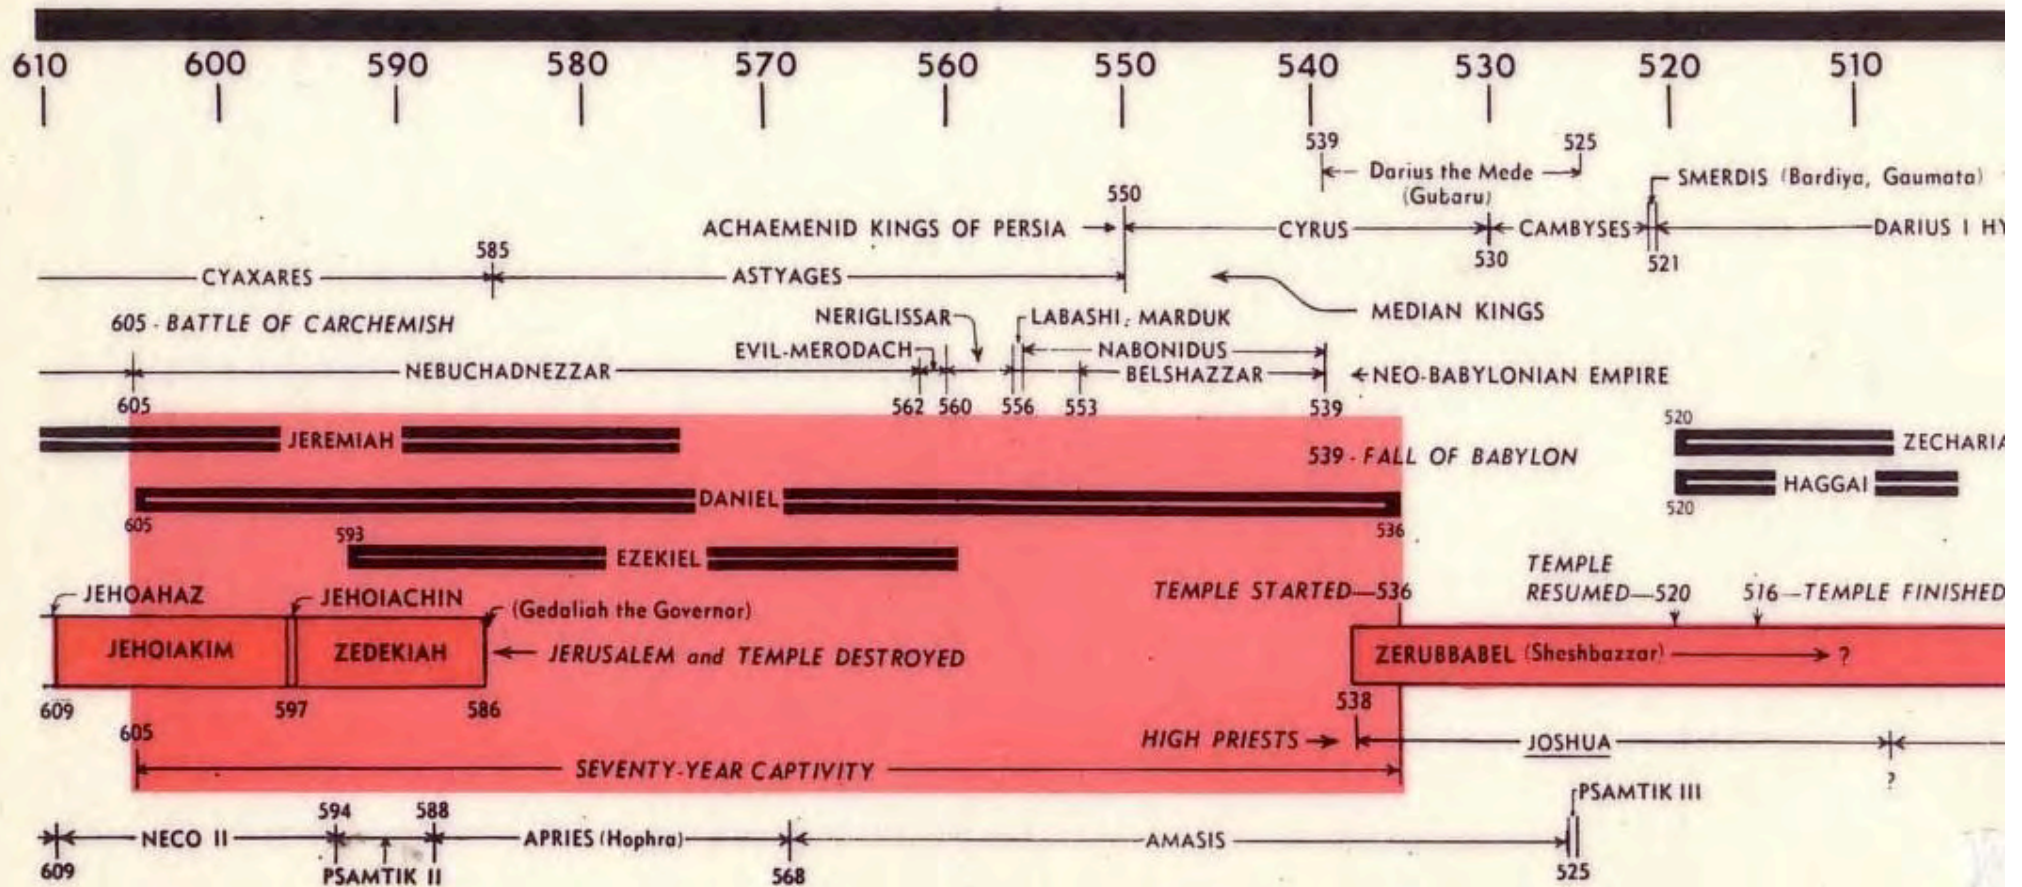 610 600 590 580 570 560 550 540 530 520 510
539 525
Darius the Mede
(Gubaru)
SMERDIS (Bardiya, Gaumata)
550
ACHAEMENID KINGS OF PERSIA CYRUS CAMBYSES DARIUS I HY
530 521
585
CYAXARES ASTYAGES
MEDIAN KINGS
605 - BATTLE OF CARCHEMISH
NERIGLISSAR LABASHI - MARDUK
EVIL-MERODACH NABONIDUS
NEBUCHADNEZZAR BELSHAZZAR NEO-BABYLONIAN EMPIRE
605 562 560 556 553 539
520
JEREMIAH ZECHARIA
539 - FALL OF BABYLON
HAGGAI
520
DANIEL
605 536
593
EZEKIEL
TEMPLE STARTED—536
TEMPLE
RESUMED—520 516—TEMPLE FINISHED
JEHOAHAZ JEHOIACHIN (Gedaliah the Governor)
JEHOIAKIM ZEDEKIAH JERUSALEM and TEMPLE DESTROYED
ZERUBBABEL (Sheshbazzar) ?
609 597 586 538
605
HIGH PRIESTS JOSHUA
?
SEVENTY-YEAR CAPTIVITY
PSAMTIK III
594 588
NECO II APRIES (Hophra) AMASIS
609 PSAMTIK II 568 525